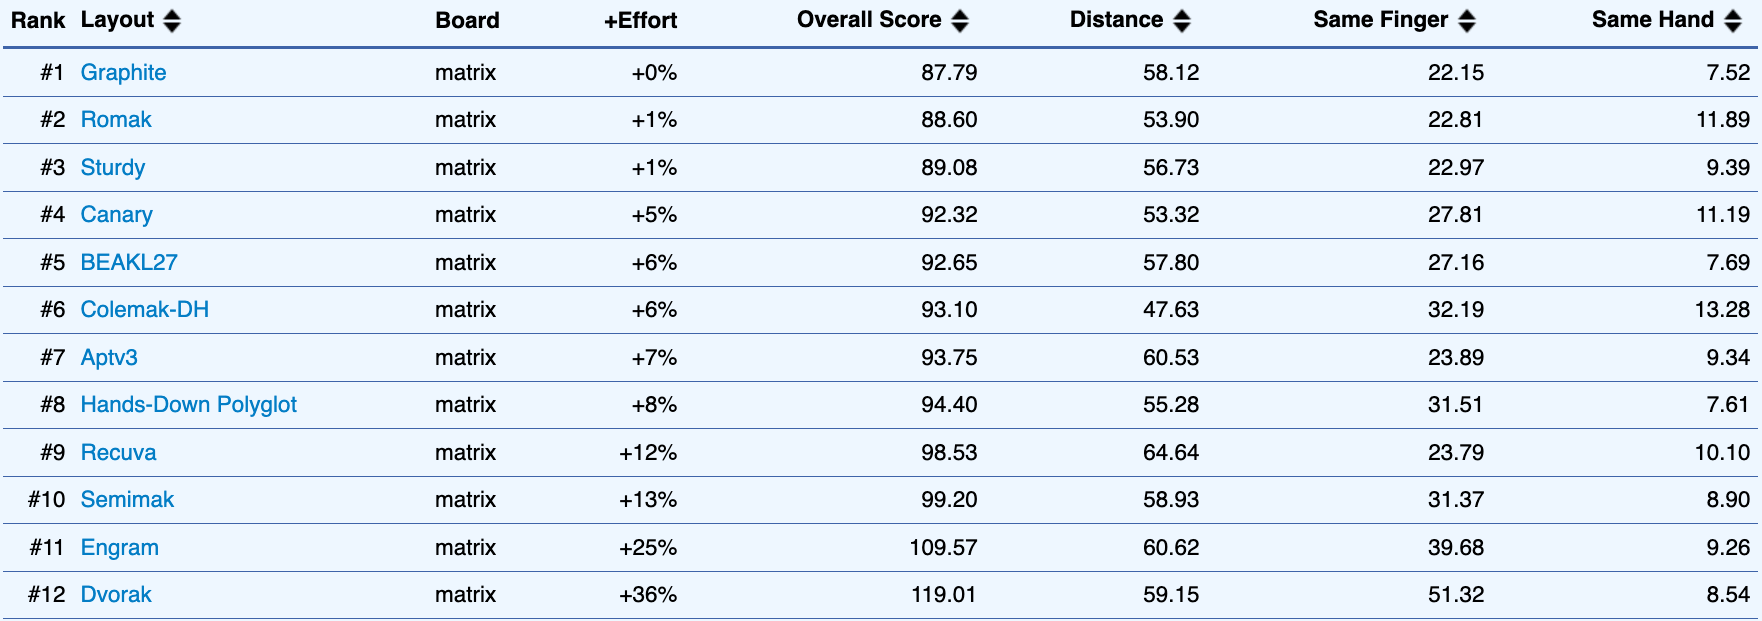 Rank Layout Board +Effort Overall Score Distance Same Finger Same Hand
#1 Graphite matrix +0% 87.79 58.12 22.15 7.52
#2 Romak matrix +1% 88.60 53.90 22.81 11.89
#3 Sturdy matrix +1% 89.08 56.73 22.97 9.39
#4 Canary matrix +5% 92.32 53.32 27.81 11.19
#5 BEAKL27 matrix +6% 92.65 57.80 27.16 7.69
#6 Colemak-DH matrix +6% 93.10 47.63 32.19 13.28
#7 Aptv3 matrix +7% 93.75 60.53 23.89 9.34
#8 Hands-Down Polyglot matrix +8% 94.40 55.28 31.51 7.61
#9 Recuva matrix +12% 98.53 64.64 23.79 10.10
#10 Semimak matrix +13% 99.20 58.93 31.37 8.90
#11 Engram matrix +25% 109.57 60.62 39.68 9.26
#12 Dvorak matrix +36% 119.01 59.15 51.32 8.54